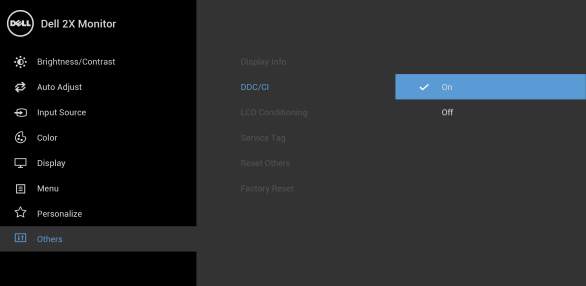 DELL
Dell 2X Monitor
Brightness/Contrast
Auto Adjust
Input Source
Color
Display
Menu
Personalize
Others
Display Info
DDC/CI
LCD Conditioning
Service Tag
Reset Others
Factory Reset
On
Off